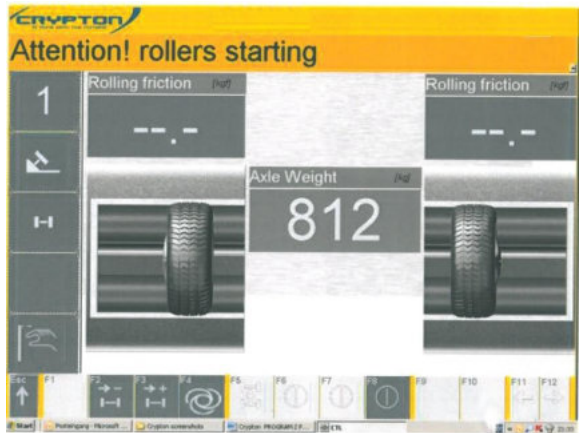 CRYPTON
Attention! rollers starting
1
Rolling friction [kgf]
Rolling friction [kgf]
--.-
--.-
Axle Weight [kg]
812
Esc F1 F2 F3 F4 F5 F6 F7 F8 F9 F10 F11 F12
Start
Crypton screenshots